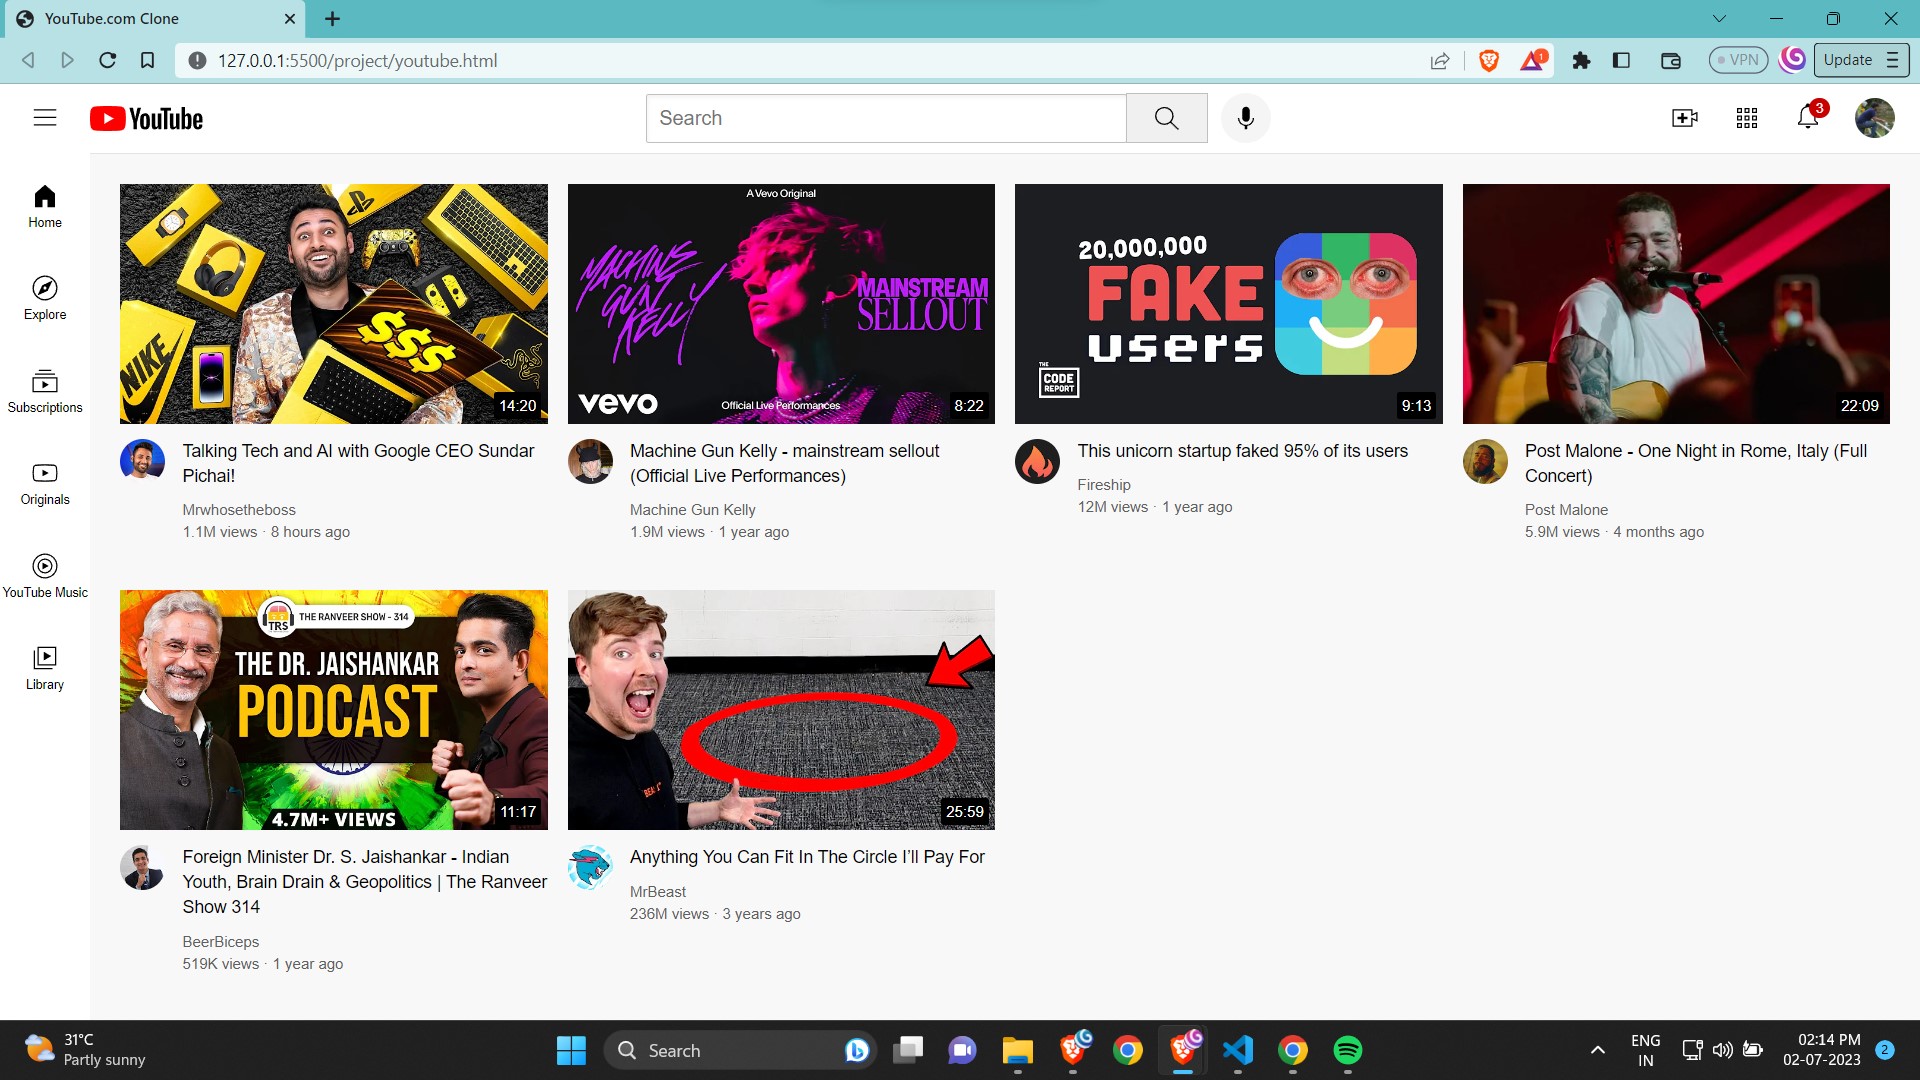 YouTube.com Clone
127.0.0.1:5500/project/youtube.html
1
VPN
Update
YouTube
Search
3
Home
Explore
Subscriptions
Originals
YouTube Music
Library
NIKE
$$$
14:20
A Vevo Original
MACHINE
GUN
KELLY
MAINSTREAM
SELLOUT
vevo
Official Live Performances
8:22
20,000,000
FAKE
users
THE
CODE
REPORT
9:13
22:09
Talking Tech and AI with Google CEO Sundar
Pichai!
Mrwhosetheboss
1.1M views · 8 hours ago
Machine Gun Kelly - mainstream sellout
(Official Live Performances)
Machine Gun Kelly
1.9M views · 1 year ago
This unicorn startup faked 95% of its users
Fireship
12M views · 1 year ago
Post Malone - One Night in Rome, Italy (Full
Concert)
Post Malone
5.9M views · 4 months ago
TRS
THE RANVEER SHOW - 314
THE DR. JAISHANKAR
PODCAST
4.7M+ VIEWS
11:17
25:59
Foreign Minister Dr. S. Jaishankar - Indian
Youth, Brain Drain & Geopolitics | The Ranveer
Show 314
BeerBiceps
519K views · 1 year ago
Anything You Can Fit In The Circle I’ll Pay For
MrBeast
236M views · 3 years ago
31°C
Partly sunny
Search
ENG
IN
02:14 PM
02-07-2023
2